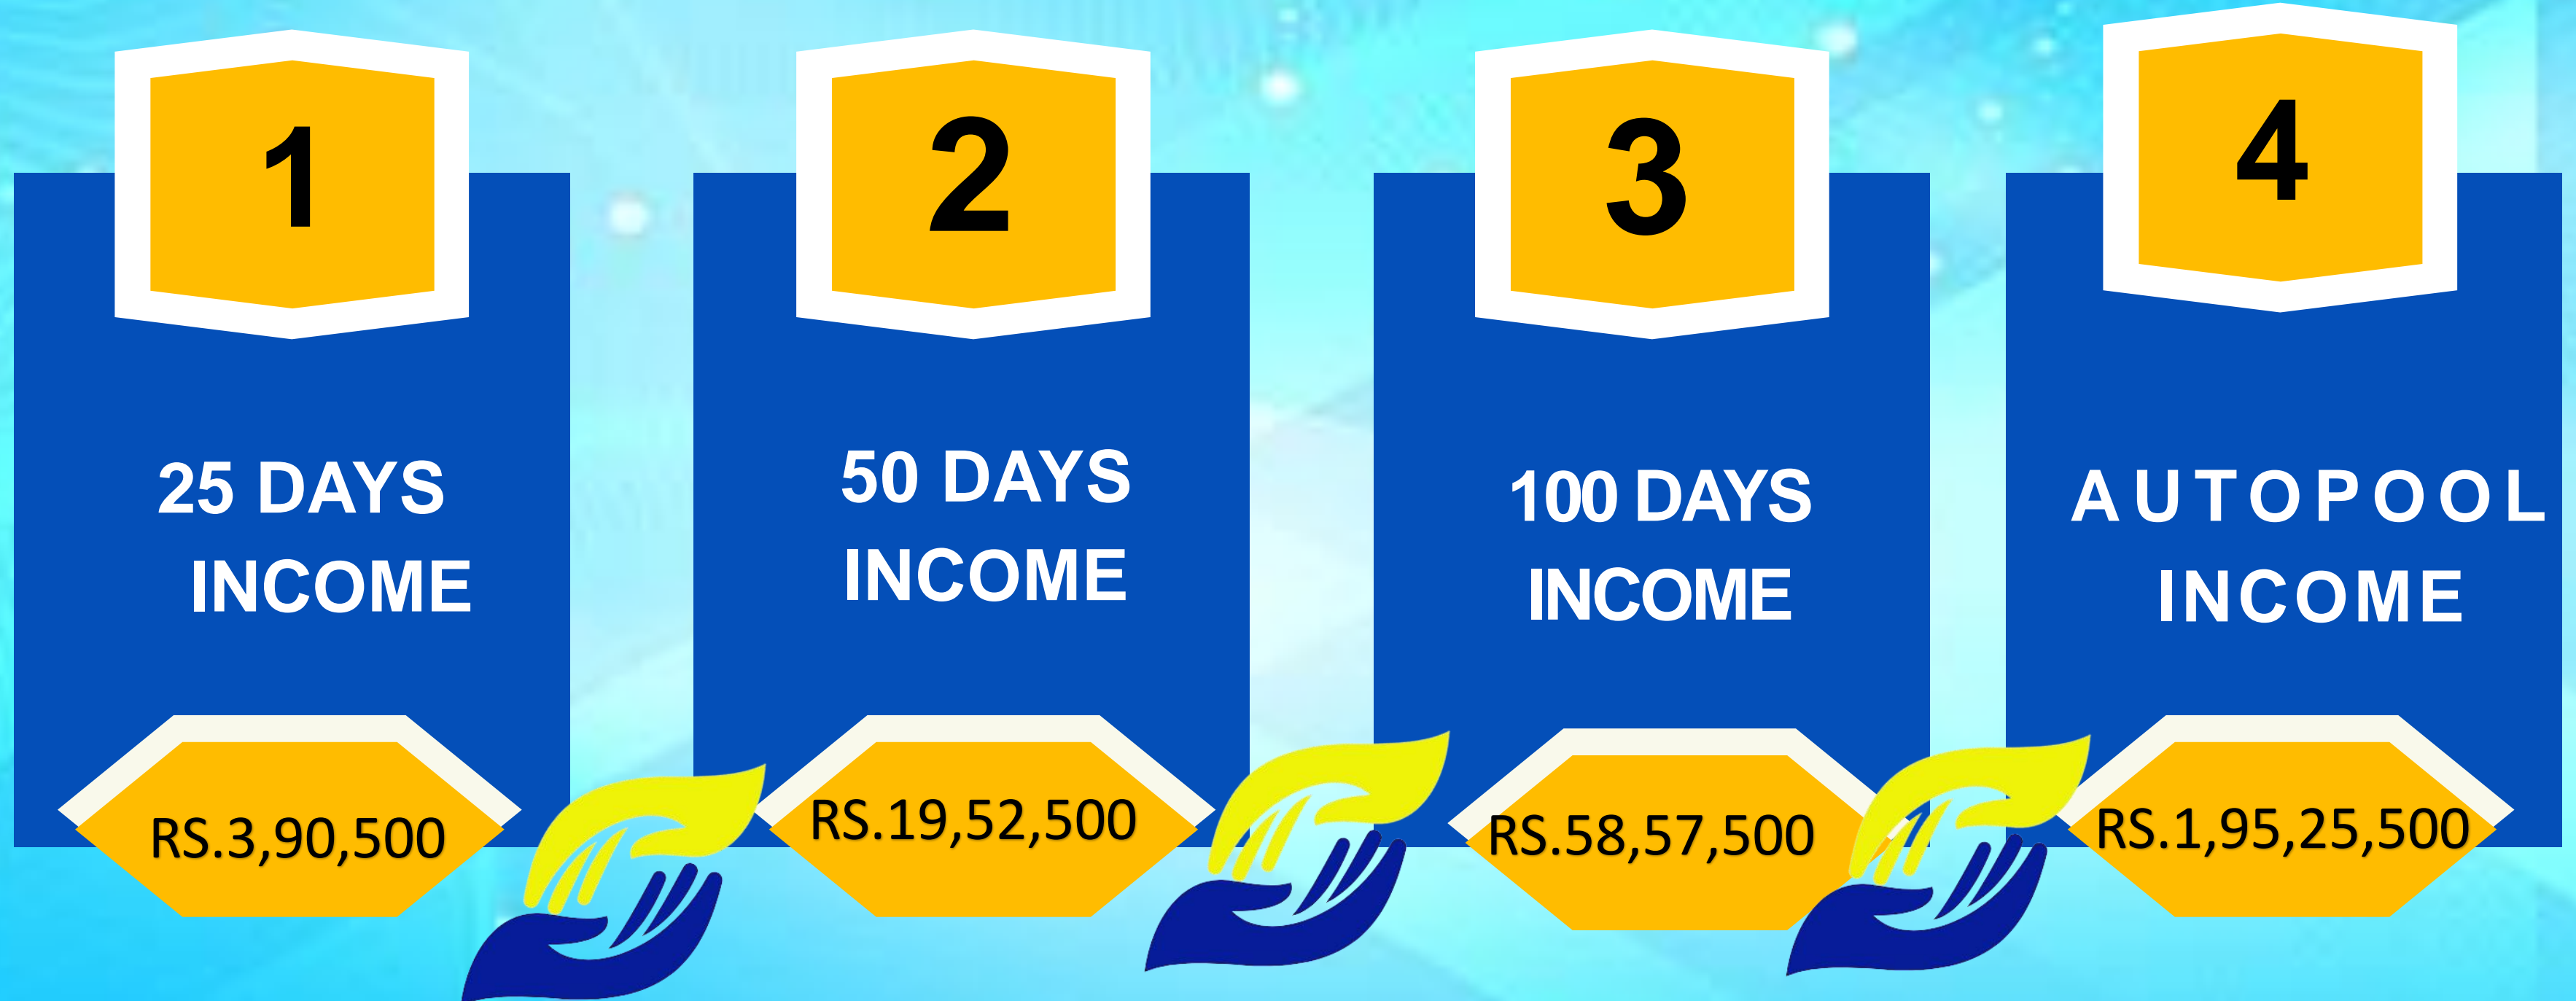 1
25 DAYS
INCOME
RS.3,90,500
2
50 DAYS
INCOME
RS.19,52,500
3
100 DAYS
INCOME
RS.58,57,500
4
AUTOPOOL
INCOME
RS.1,95,25,500